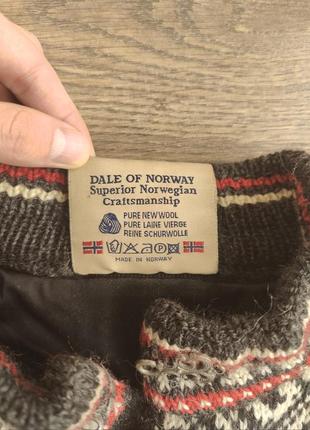 DALE OF NORWAY
Superior Norwegian
Craftsmanship
PURE NEW WOOL
PURE LAINE VIERGE
REINE SCHURWOLLE
A P
MADE IN NORWAY